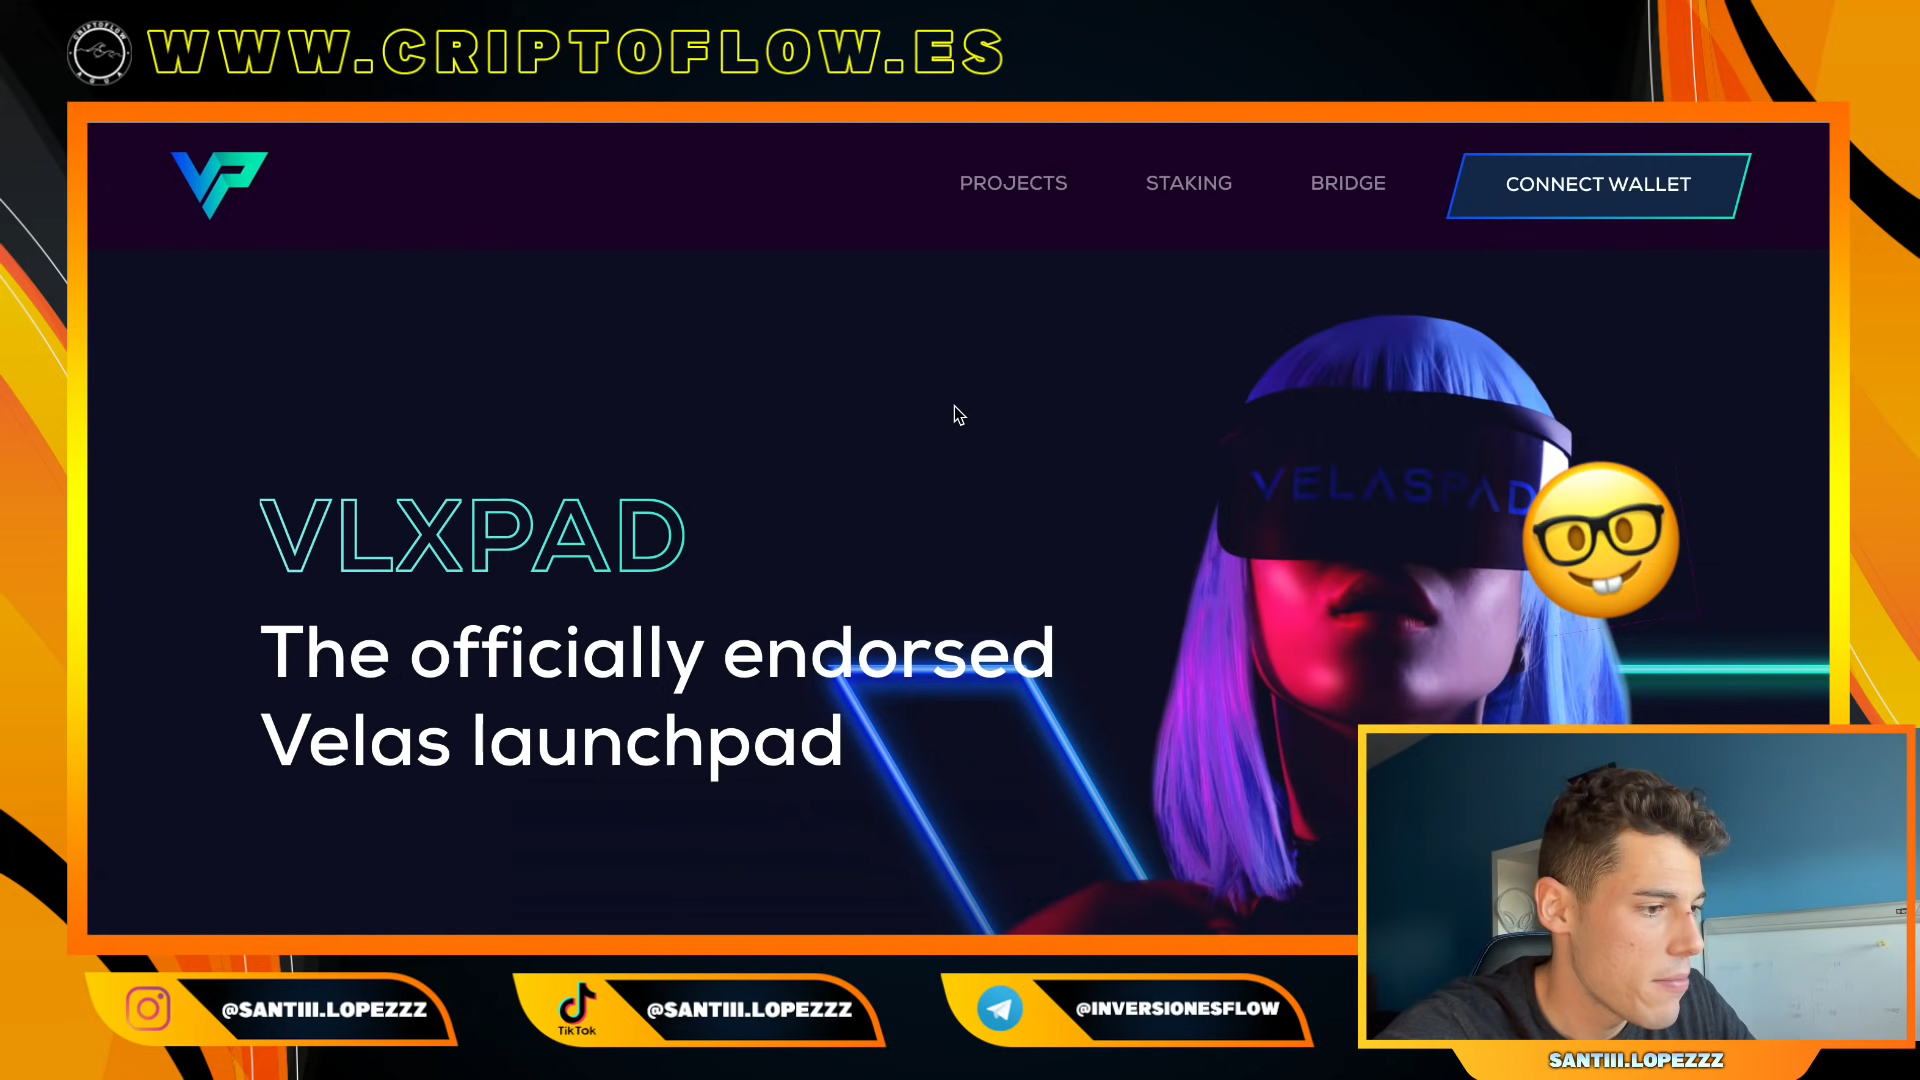 WWW.CRIPTOFLOW.ES
PROJECTS
STAKING
BRIDGE
CONNECT WALLET
VELASPAD
VLXPAD
The officially endorsed
Velas launchpad
@SANTIII.LOPEZZZ
TikTok
@SANTIII.LOPEZZZ
@INVERSIONESFLOW
SANTIII.LOPEZZZ